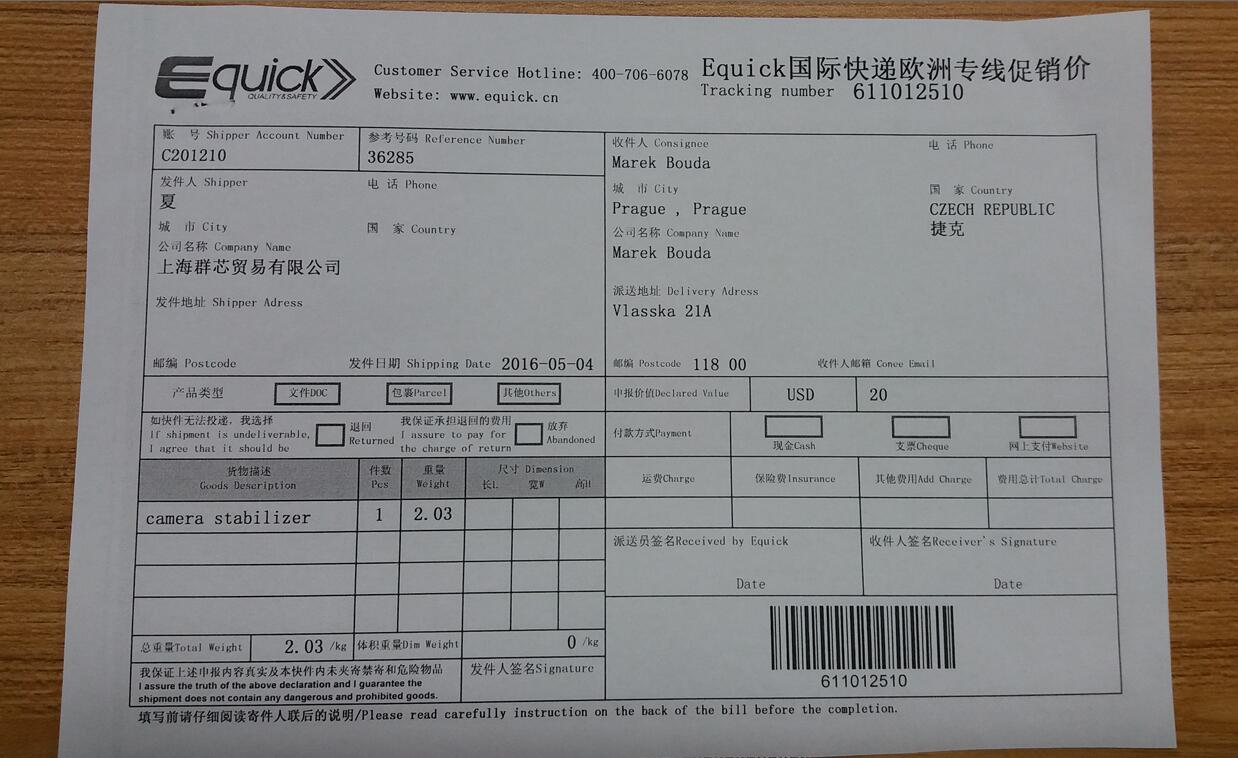 Equick
QUALITY&SAFETY
Customer Service Hotline: 400-706-6078
Website: www.equick.cn
Equick国际快递欧洲专线促销价
Tracking number 611012510
账 号 Shipper Account Number
C201210
参考号码 Reference Number
36285
发件人 Shipper
夏
电 话 Phone
城 市 City
国 家 Country
公司名称 Company Name
上海群芯贸易有限公司
发件地址 Shipper Adress
邮编 Postcode
发件日期 Shipping Date 2016-05-04
收件人 Consignee
Marek Bouda
电 话 Phone
城 市 City
Prague , Prague
国 家 Country
CZECH REPUBLIC
捷克
公司名称 Company Name
Marek Bouda
派送地址 Delivery Adress
Vlasska 21A
邮编 Postcode 118 00
收件人邮箱 Conee Email
产品类型
文件DOC
包裹Parcel
其他Others
申报价值Declared Value
USD
20
如快件无法投递，我选择
If shipment is undeliverable,
I agree that it should be
退回
Returned
我保证承担退回的费用
I assure to pay for
the charge of return
放弃
Abandoned
付款方式Payment
现金Cash
支票Cheque
网上支付Website
货物描述
Goods Description
件数
Pcs
重量
Weight
尺寸 Dimension
长L
宽W
高H
运费Charge
保险费Insurance
其他费用Add Charge
费用总计Total Charge
camera stabilizer
1
2.03
派送员签名Received by Equick
Date
收件人签名Receiver's Signature
Date
总重量Total Weight
2.03 /kg
体积重量Dim Weight
0 /kg
我保证上述申报内容真实及本快件内未夹寄禁寄和危险物品
I assure the truth of the above declaration and I guarantee the
shipment does not contain any dangerous and prohibited goods.
发件人签名Signature
611012510
填写前请仔细阅读寄件人联后的说明/Please read carefully instruction on the back of the bill before the completion.